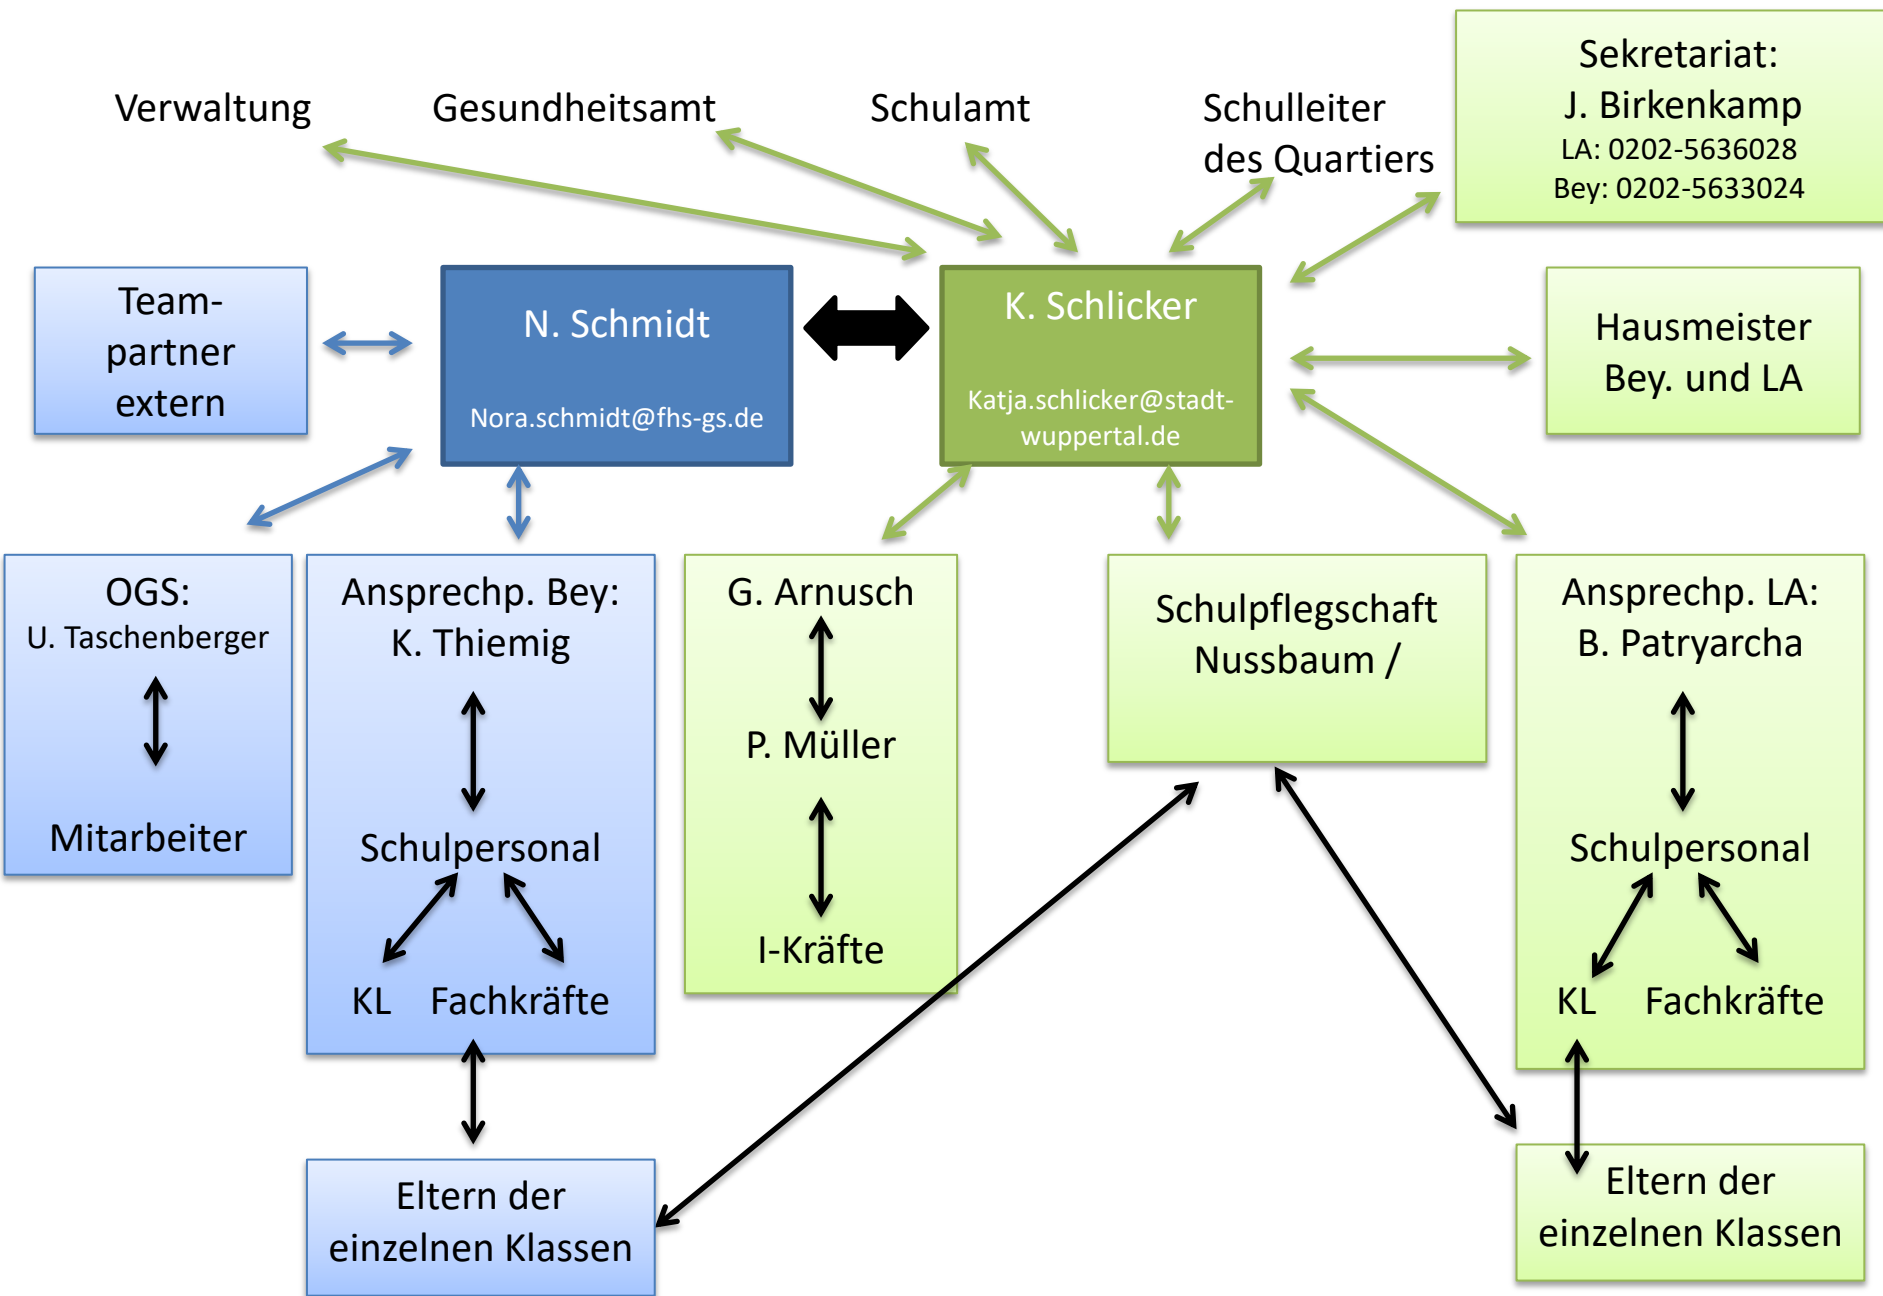 Verwaltung
Gesundheitsamt
Schulamt
Schulleiter
des Quartiers
Sekretariat:
J. Birkenkamp
LA: 0202-5636028
Bey: 0202-5633024
Team-
partner
extern
N. Schmidt
Nora.schmidt@fhs-gs.de
K. Schlicker
Katja.schlicker@stadt-
wuppertal.de
Hausmeister
Bey. und LA
OGS:
U. Taschenberger
Mitarbeiter
Ansprechp. Bey:
K. Thiemig
Schulpersonal
KL Fachkräfte
G. Arnusch
P. Müller
I-Kräfte
Schulpflegschaft
Nussbaum /
Ansprechp. LA:
B. Patryarcha
Schulpersonal
KL Fachkräfte
Eltern der
einzelnen Klassen
Eltern der
einzelnen Klassen